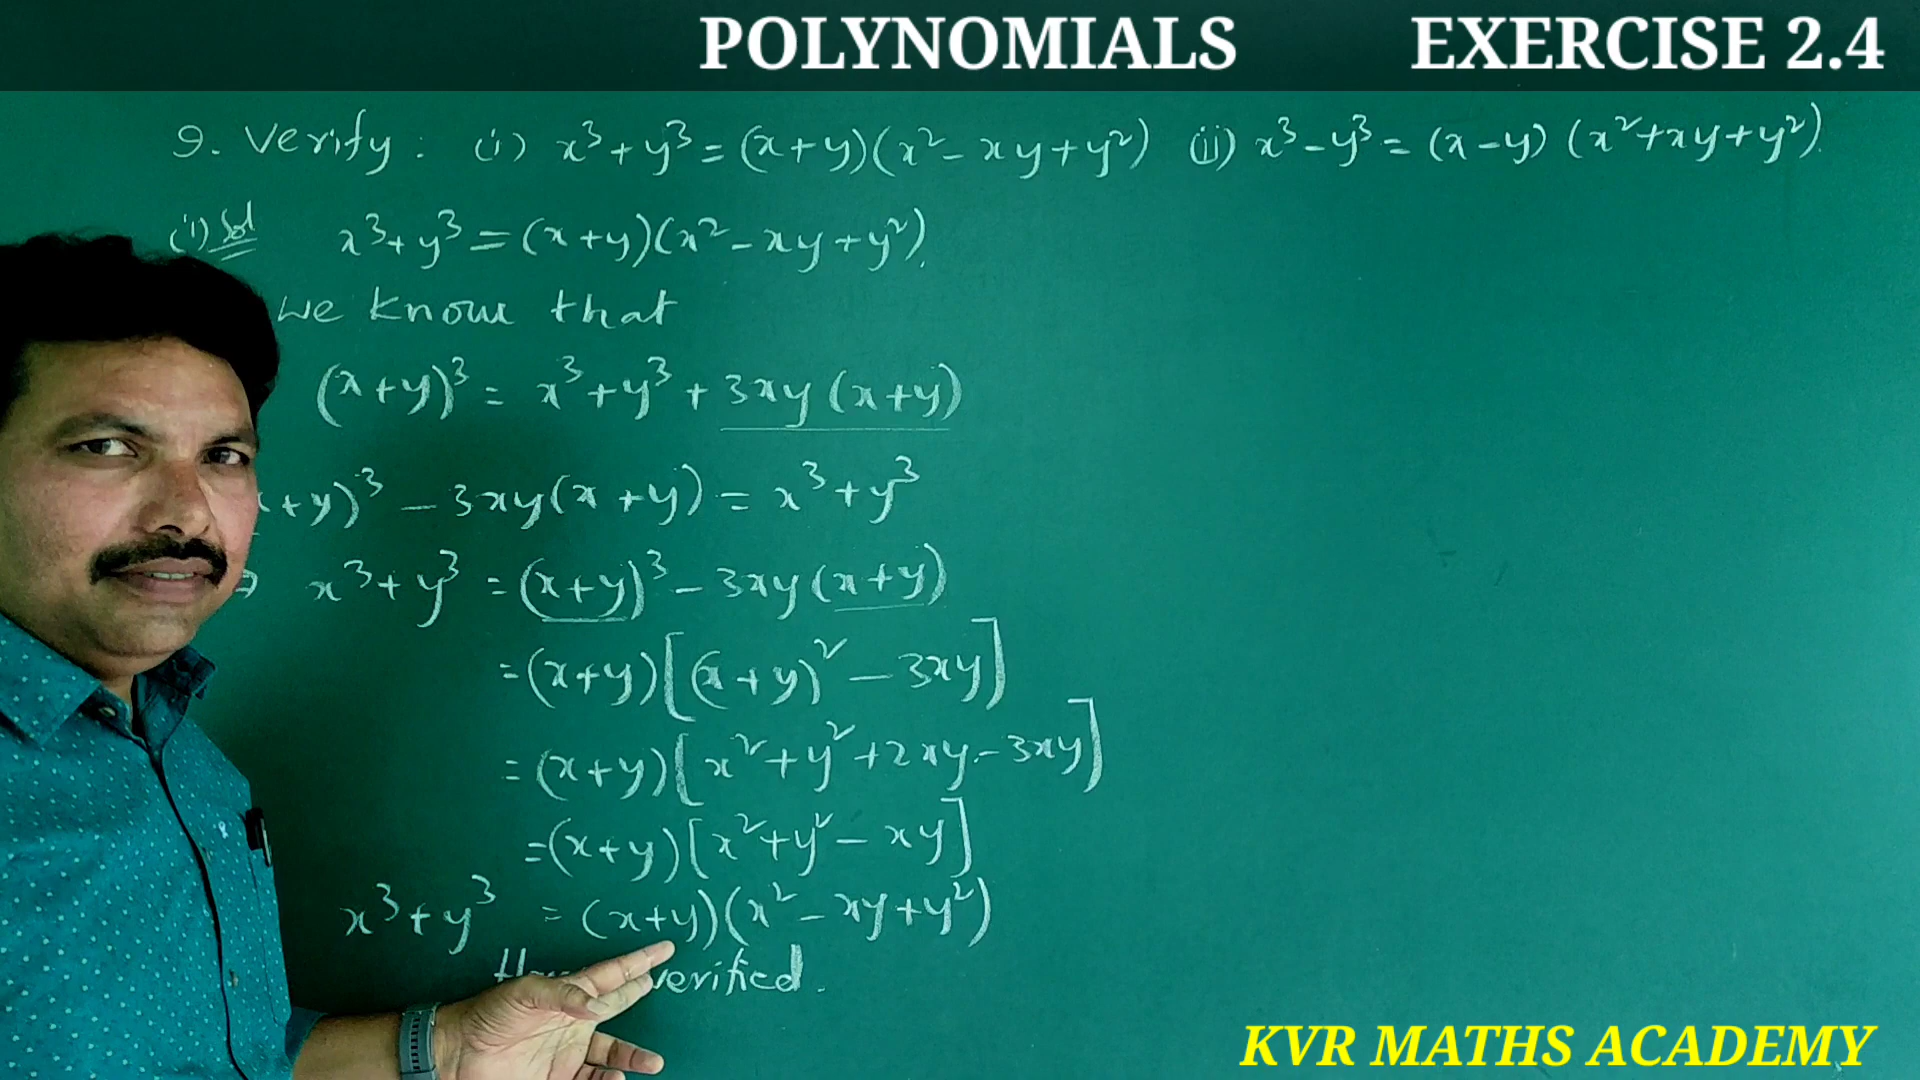 POLYNOMIALS EXERCISE 2.4
9. Verify : (i) x³+y³=(x+y)(x²-xy+y²) (ii) x³-y³=(x-y) (x²+xy+y²).
(i) Sol x³+y³=(x+y)(x²-xy+y²).
we know that
(x+y)³= x³+y³+3xy(x+y)
+y)³-3xy(x+y)= x³+y³
x³+y³ =(x+y)³-3xy(x+y)
=(x+y)[(x+y)²-3xy]
=(x+y)[x²+y²+2xy-3xy]
=(x+y)[x²+y²-xy]
x³+y³ =(x+y)(x²-xy+y²)
verified.
KVR MATHS ACADEMY